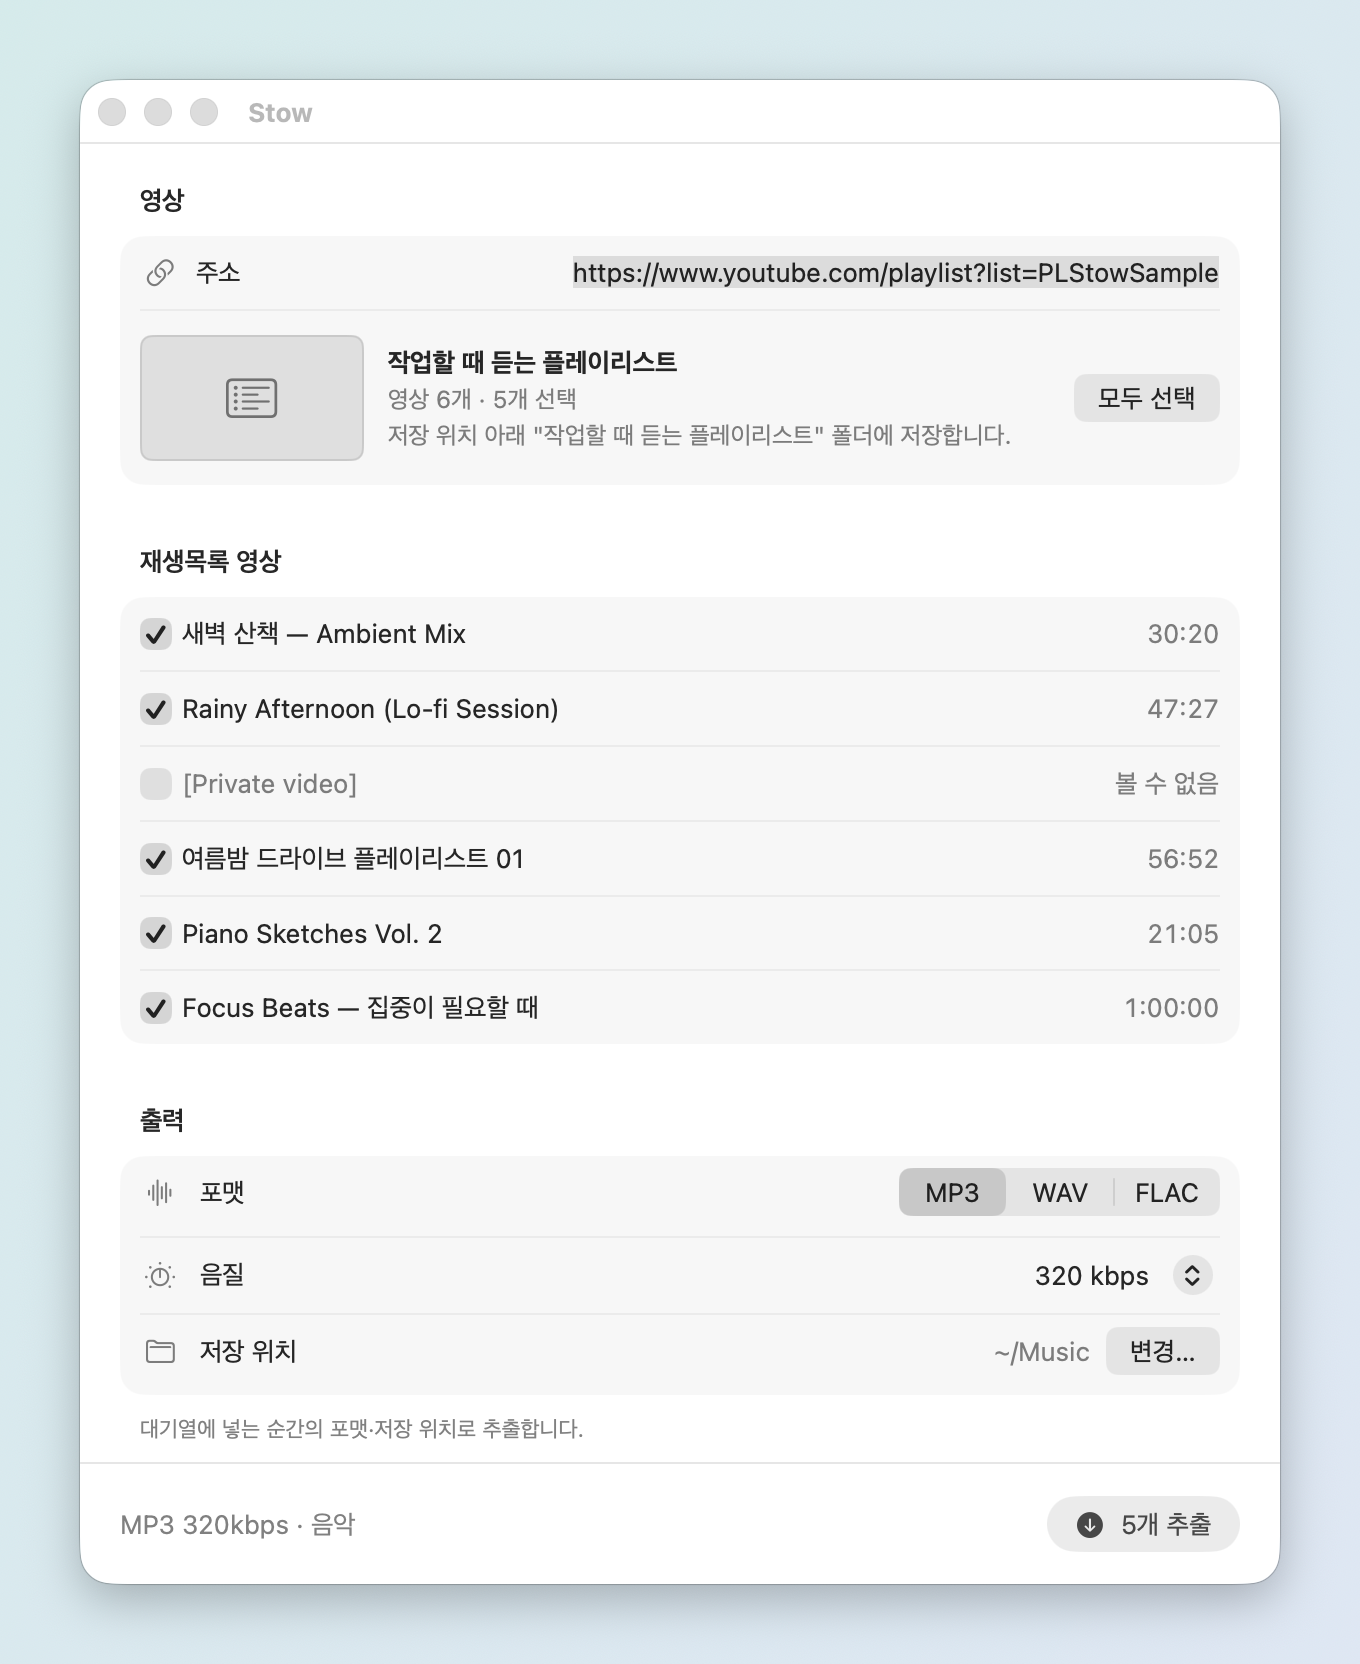 Stow
영상
주소
https://www.youtube.com/playlist?list=PLStowSample
작업할 때 듣는 플레이리스트
영상 6개 · 5개 선택
저장 위치 아래 "작업할 때 듣는 플레이리스트" 폴더에 저장합니다.
모두 선택
재생목록 영상
새벽 산책 — Ambient Mix 30:20
Rainy Afternoon (Lo-fi Session) 47:27
[Private video] 볼 수 없음
여름밤 드라이브 플레이리스트 01 56:52
Piano Sketches Vol. 2 21:05
Focus Beats — 집중이 필요할 때 1:00:00
출력
포맷 MP3 WAV FLAC
음질 320 kbps
저장 위치 ~/Music 변경...
대기열에 넣는 순간의 포맷·저장 위치로 추출합니다.
MP3 320kbps · 음악 5개 추출